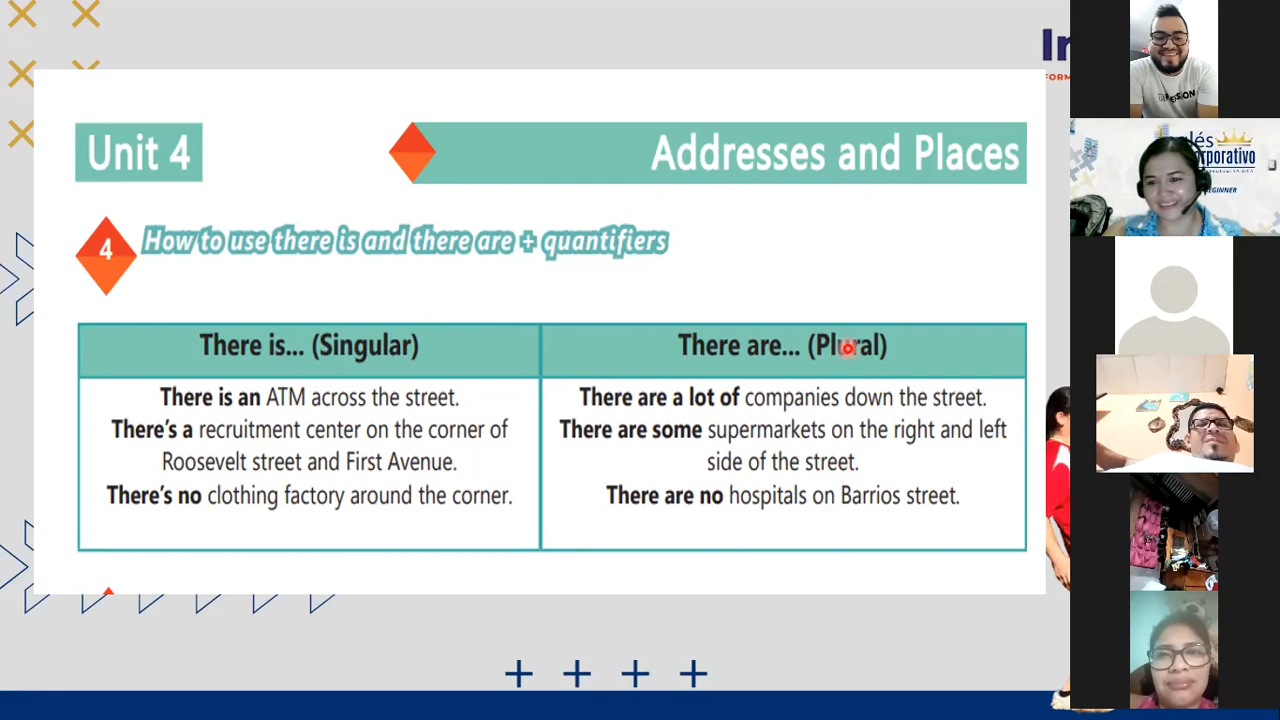 Unit 4
Addresses and Places
4
How to use there is and there are + quantifiers
There is... (Singular)
There are... (Plural)
There is an ATM across the street.
There's a recruitment center on the corner of
Roosevelt street and First Avenue.
There's no clothing factory around the corner.
There are a lot of companies down the street.
There are some supermarkets on the right and left
side of the street.
There are no hospitals on Barrios street.